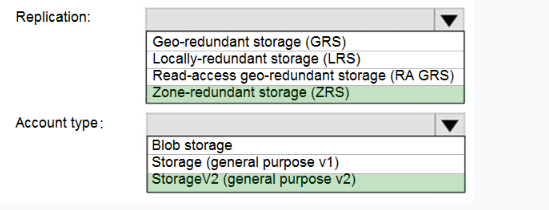 Replication:
Geo-redundant storage (GRS)
Locally-redundant storage (LRS)
Read-access geo-redundant storage (RA GRS)
Zone-redundant storage (ZRS)
Account type:
Blob storage
Storage (general purpose v1)
StorageV2 (general purpose v2)